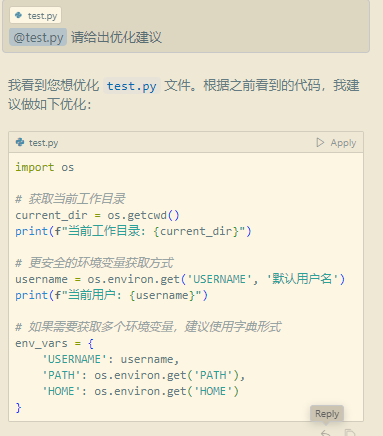 test.py
@test.py 请给出优化建议
我看到您想优化 test.py 文件。根据之前看到的代码，我建
议做如下优化：
test.py
Apply
import os
# 获取当前工作目录
current_dir = os.getcwd()
print(f"当前工作目录: {current_dir}")
# 更安全的环境变量获取方式
username = os.environ.get('USERNAME', '默认用户名')
print(f"当前用户: {username}")
# 如果需要获取多个环境变量，建议使用字典形式
env_vars = {
    'USERNAME': username,
    'PATH': os.environ.get('PATH'),
    'HOME': os.environ.get('HOME')
}
Reply